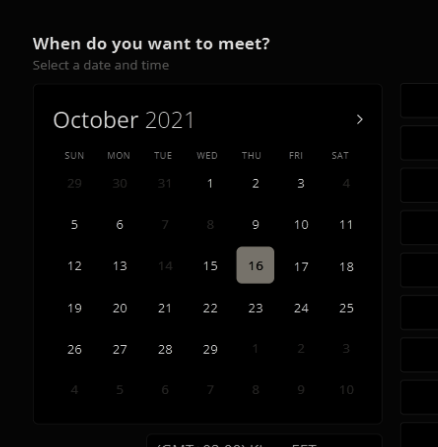 When do you want to meet?
Select a date and time
October 2021
SUN MON TUE WED THU FRI SAT
29 30 31 1 2 3 4
5 6 7 8 9 10 11
12 13 14 15 16 17 18
19 20 21 22 23 24 25
26 27 28 29 1 2 3
4 5 6 7 8 9 10